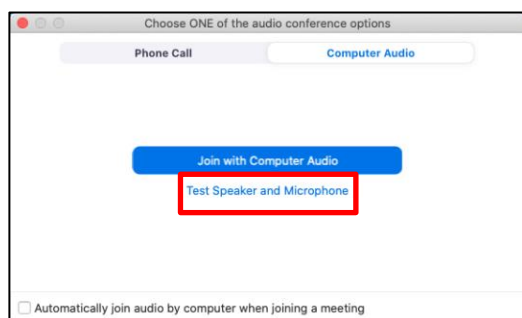 Choose ONE of the audio conference options
Phone Call
Computer Audio
Join with Computer Audio
Test Speaker and Microphone
Automatically join audio by computer when joining a meeting